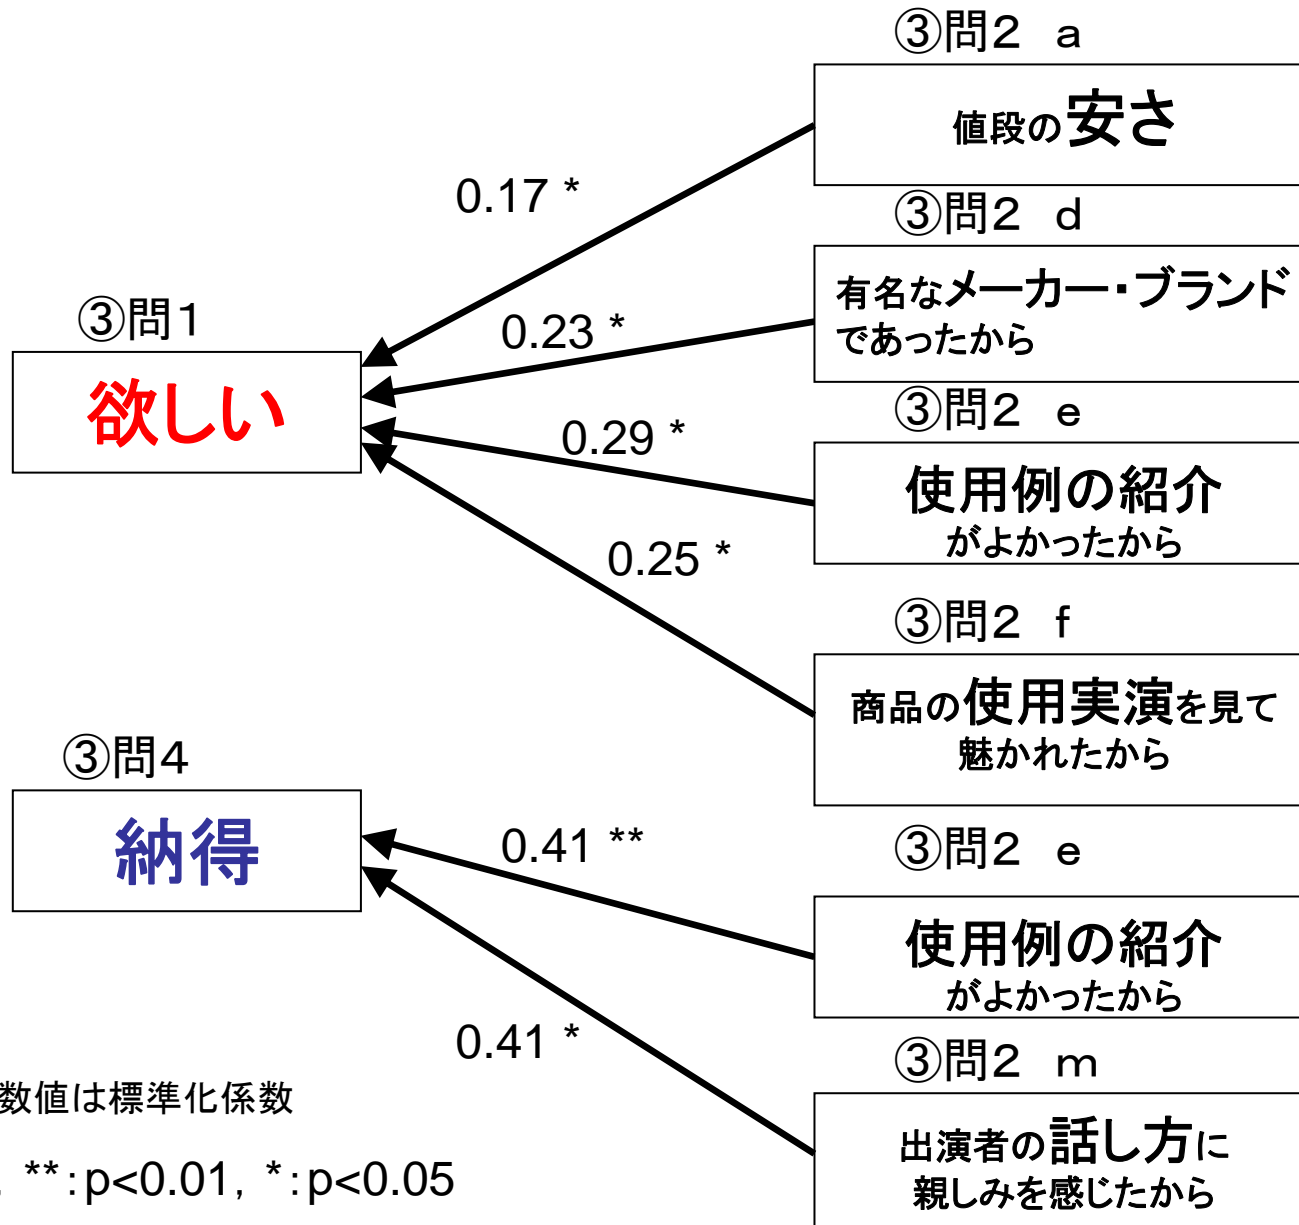 ③問2 a
値段の安さ
0.17 *
③問2 d
有名なメーカー・ブランド
であったから
③問1
0.23 *
欲しい
③問2 e
0.29 *
使用例の紹介
がよかったから
0.25 *
③問2 f
商品の使用実演を見て
魅かれたから
③問4
納得
0.41 **
③問2 e
使用例の紹介
がよかったから
0.41 *
③問2 m
数値は標準化係数
出演者の話し方に
親しみを感じたから
**:p<0.01, *:p<0.05